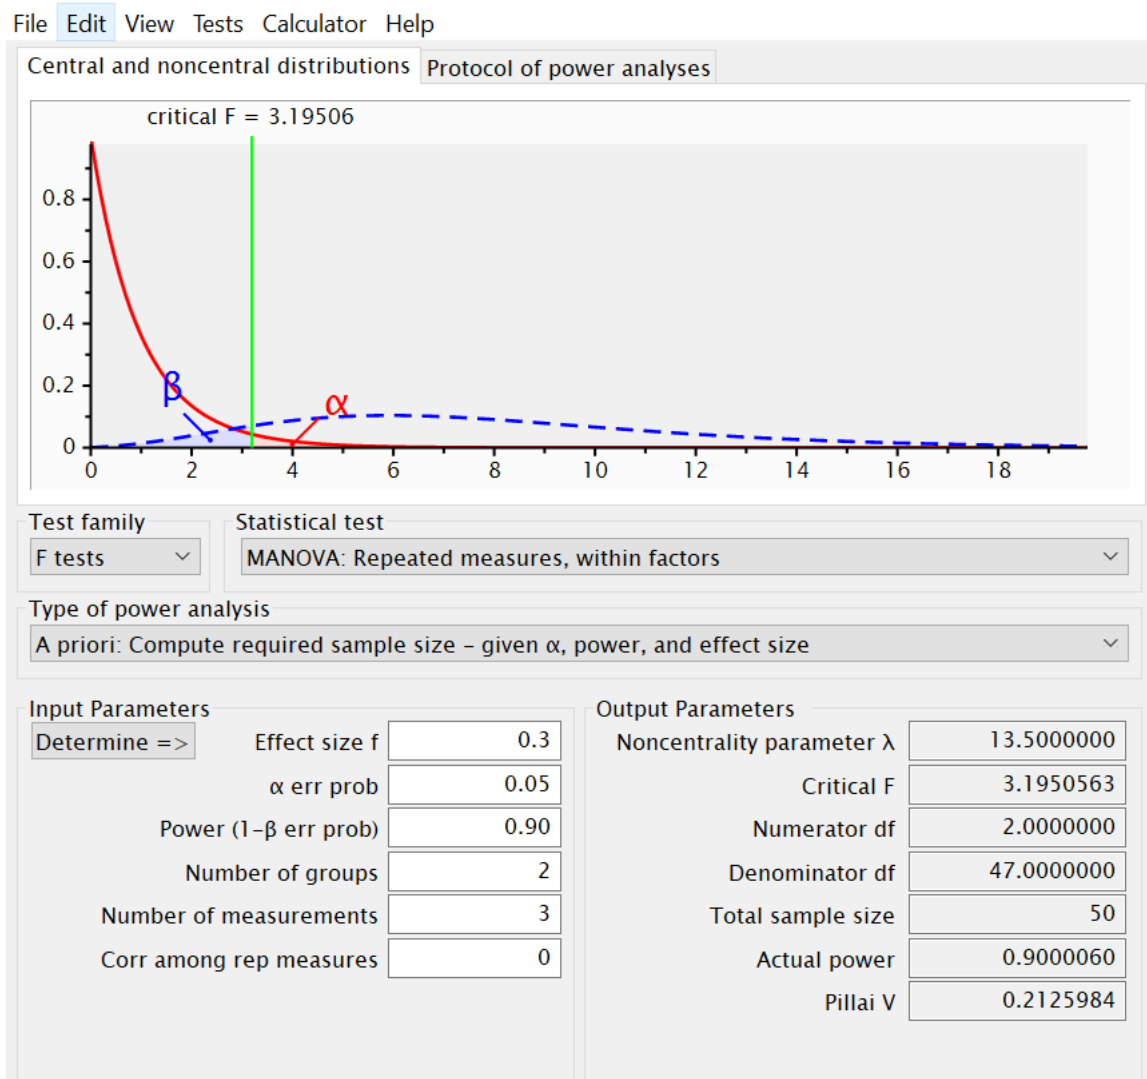 File Edit View Tests Calculator Help
Central and noncentral distributions Protocol of power analyses
critical F = 3.19506
0.8
0.6
0.4
0.2
0
β
α
0 2 4 6 8 10 12 14 16 18
Test family
F tests
Statistical test
MANOVA: Repeated measures, within factors
Type of power analysis
A priori: Compute required sample size – given α, power, and effect size
Input Parameters
Determine => Effect size f 0.3
α err prob 0.05
Power (1-β err prob) 0.90
Number of groups 2
Number of measurements 3
Corr among rep measures 0
Output Parameters
Noncentrality parameter λ 13.5000000
Critical F 3.1950563
Numerator df 2.0000000
Denominator df 47.0000000
Total sample size 50
Actual power 0.9000060
Pillai V 0.2125984